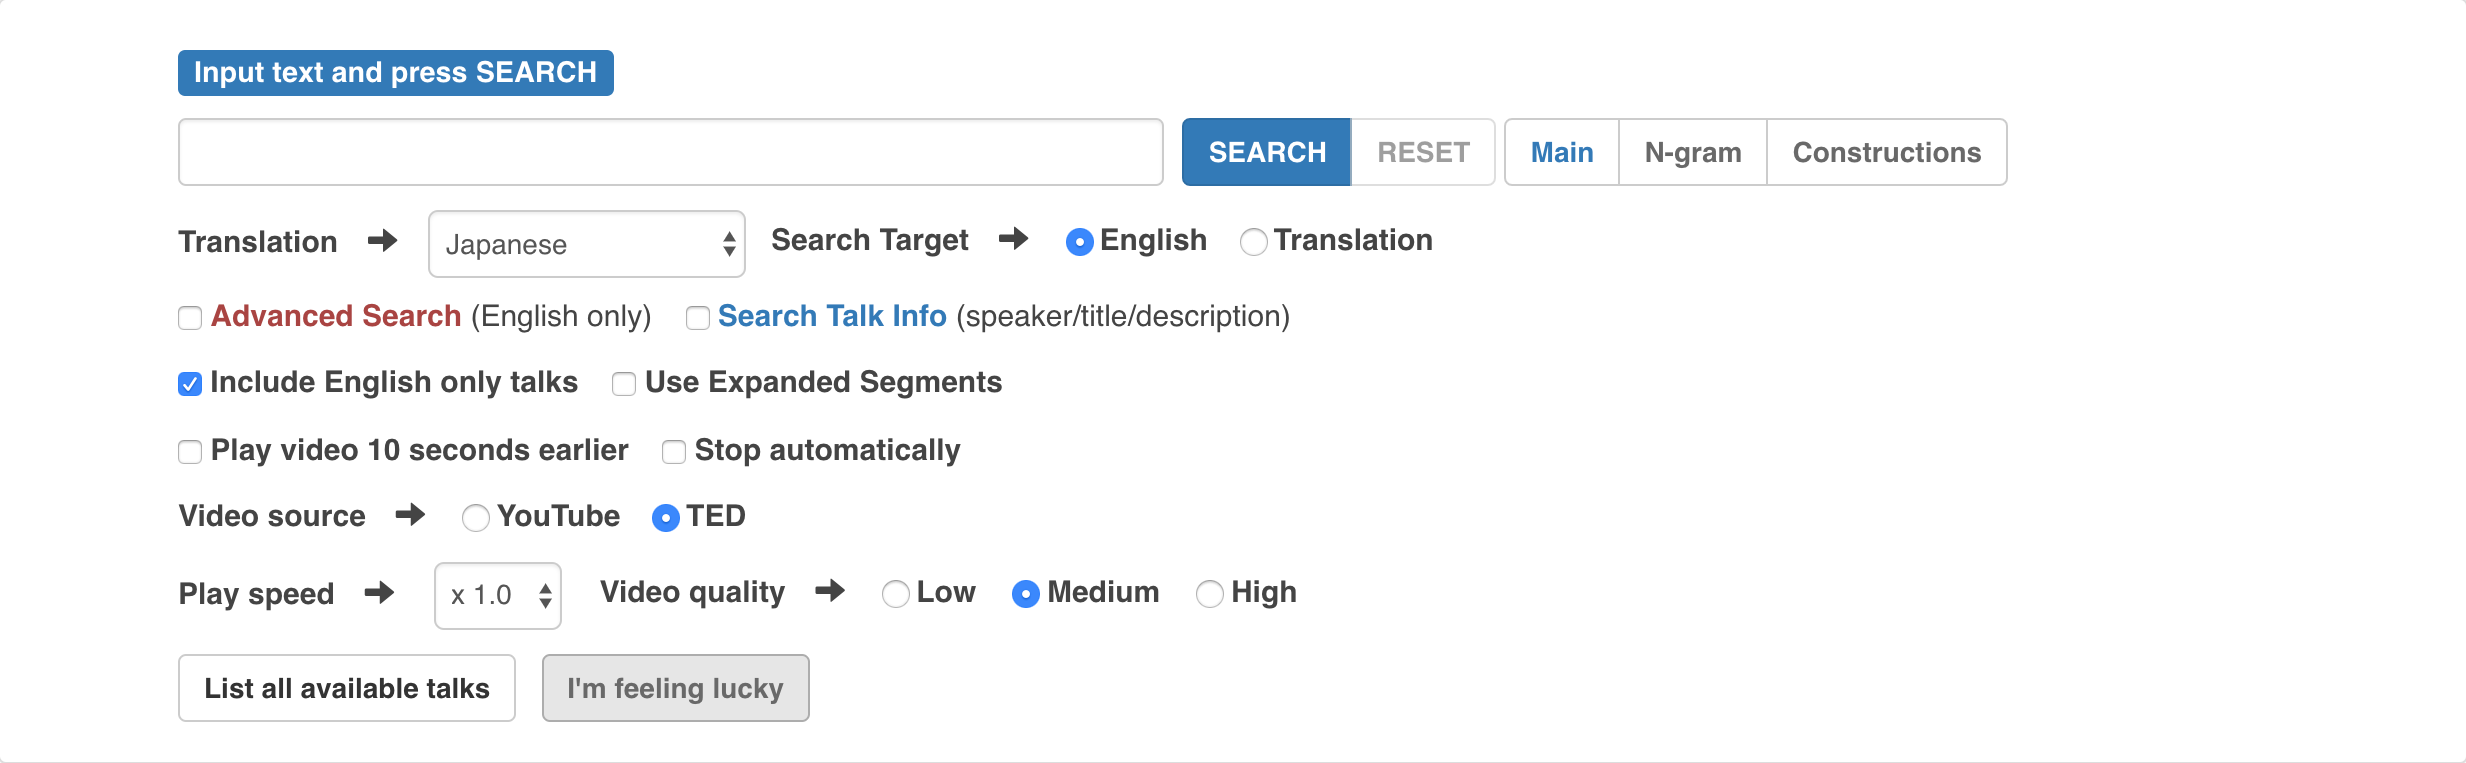 Input text and press SEARCH
SEARCH RESET Main N-gram Constructions
Translation Japanese Search Target English Translation
Advanced Search (English only) Search Talk Info (speaker/title/description)
Include English only talks Use Expanded Segments
Play video 10 seconds earlier Stop automatically
Video source YouTube TED
Play speed x 1.0 Video quality Low Medium High
List all available talks I'm feeling lucky